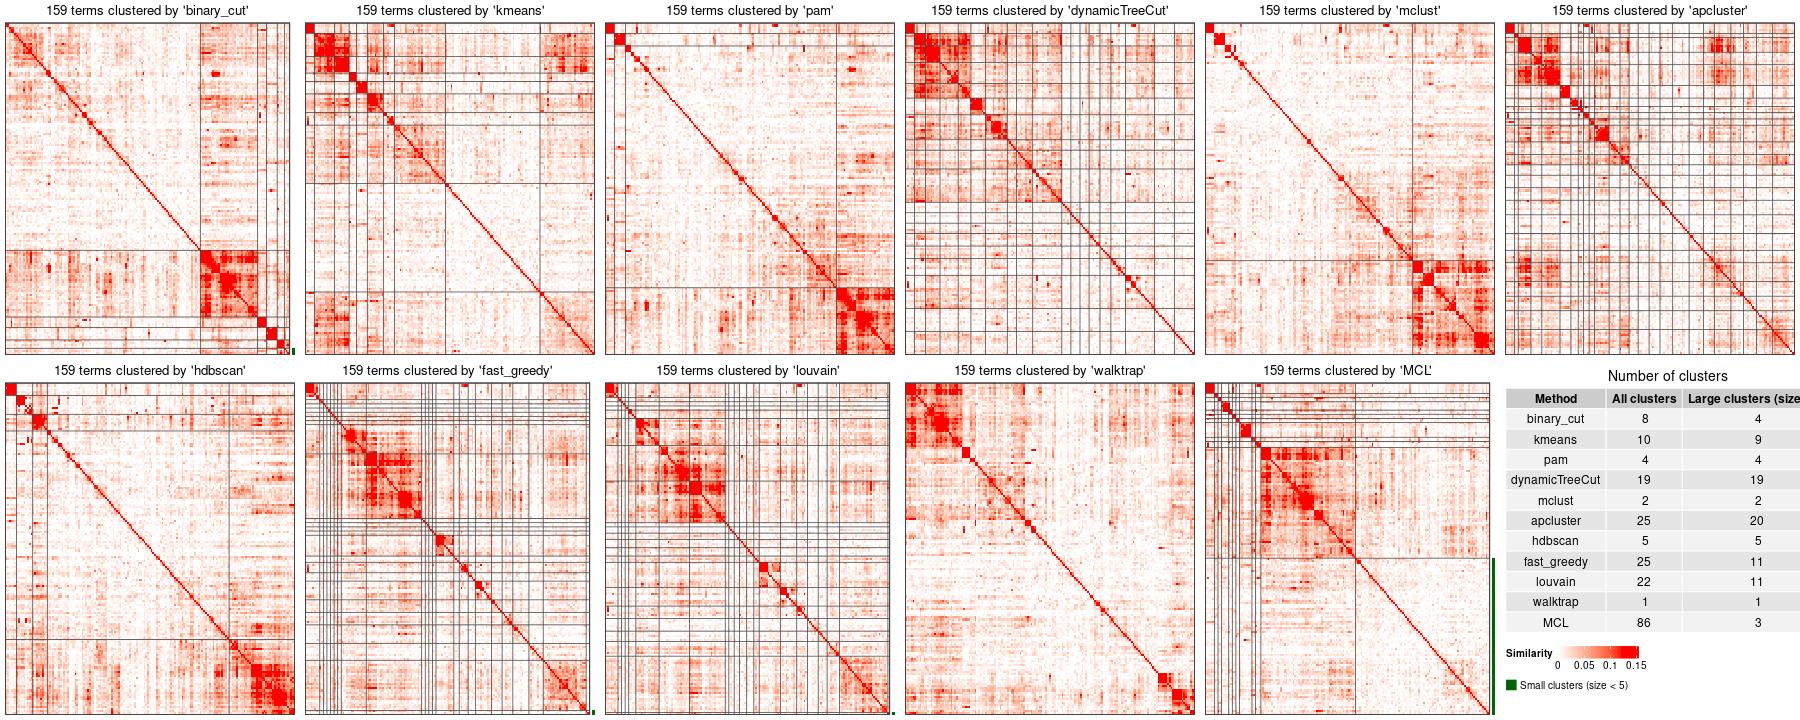 159 terms clustered by 'binary_cut'
159 terms clustered by 'kmeans'
159 terms clustered by 'pam'
159 terms clustered by 'dynamicTreeCut'
159 terms clustered by 'mclust'
159 terms clustered by 'apcluster'
159 terms clustered by 'hdbscan'
159 terms clustered by 'fast_greedy'
159 terms clustered by 'louvain'
159 terms clustered by 'walktrap'
159 terms clustered by 'MCL'
Number of clusters
Method All clusters Large clusters (size
binary_cut 8 4
kmeans 10 9
pam 4 4
dynamicTreeCut 19 19
mclust 2 2
apcluster 25 20
hdbscan 5 5
fast_greedy 25 11
louvain 22 11
walktrap 1 1
MCL 86 3
Similarity
0 0.05 0.1 0.15
Small clusters (size < 5)